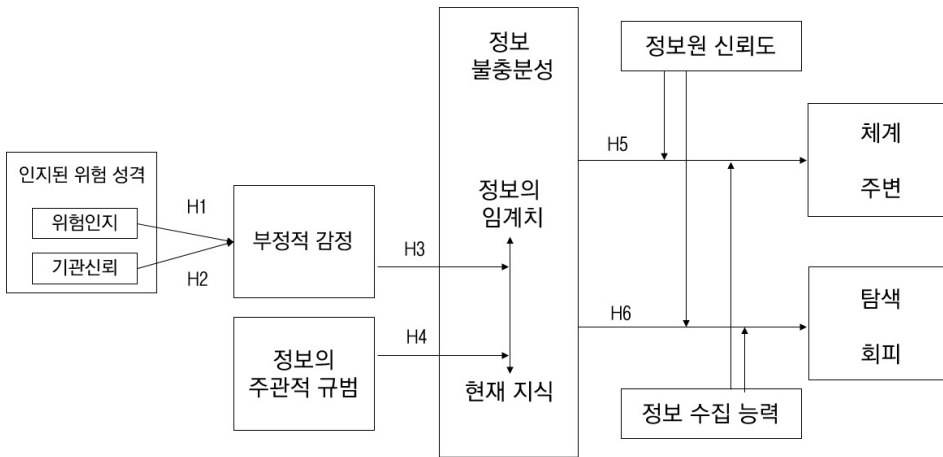 인지된 위험 성격
위험인지
기관신뢰
H1
H2
부정적 감정
정보의
주관적 규범
H3
H4
정보
불충분성
정보의
임계치
현재 지식
정보원 신뢰도
H5
H6
정보 수집 능력
체계
주변
탐색
회피